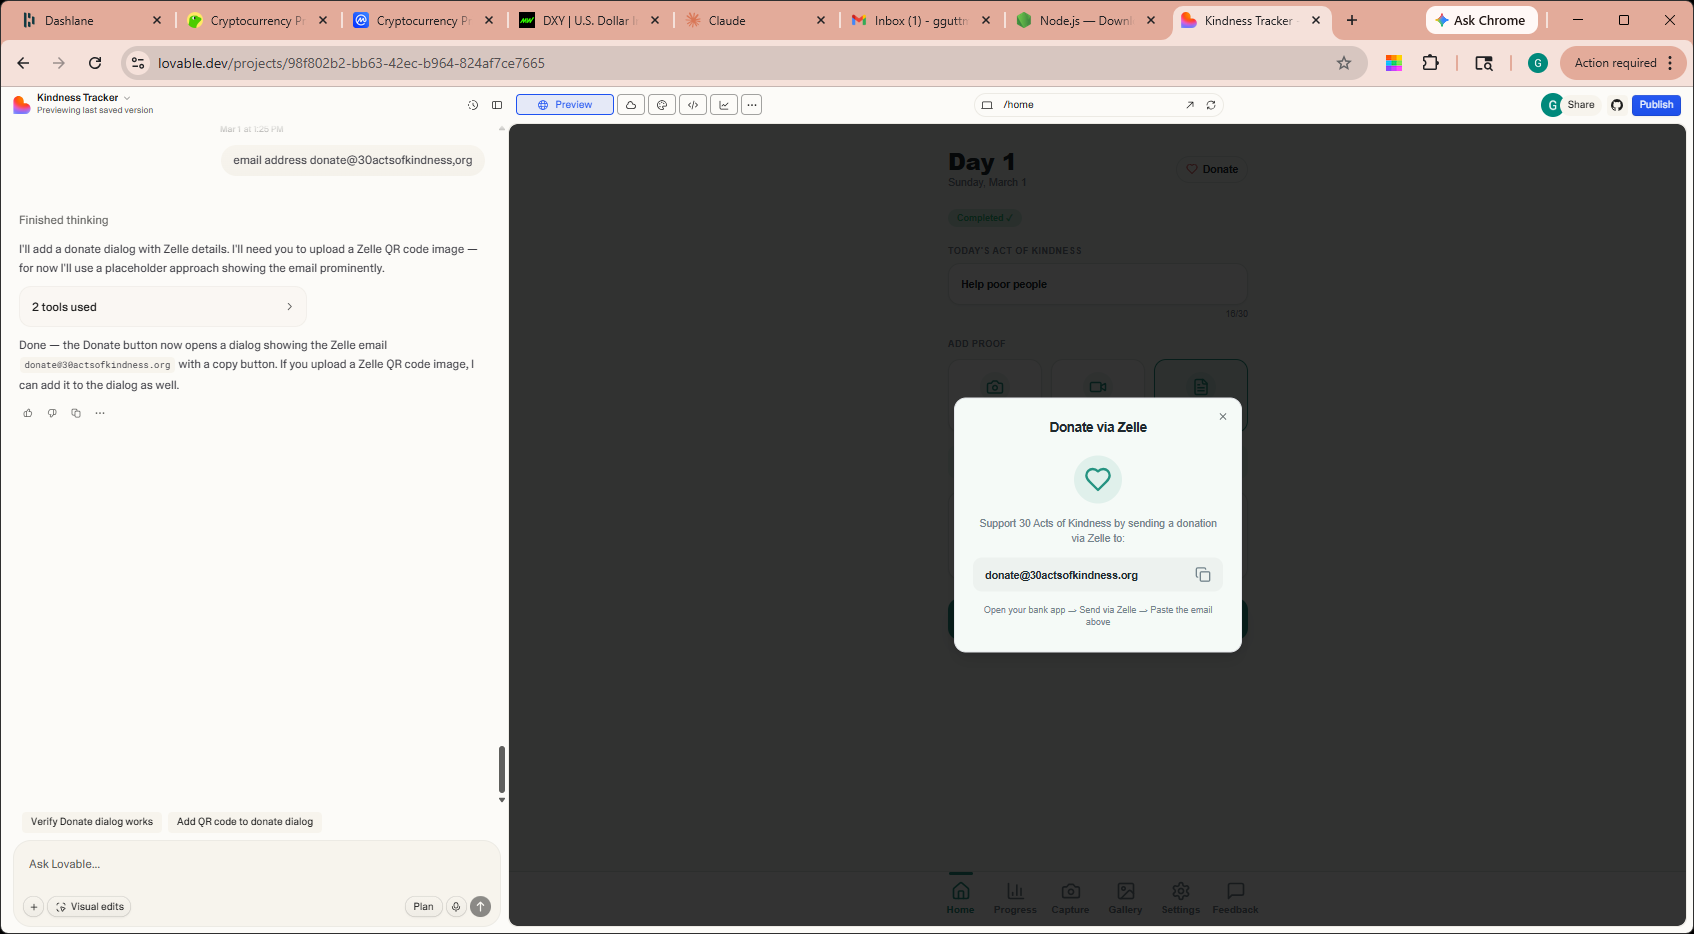 Dashlane
Cryptocurrency Pr
Cryptocurrency Pr
DXY | U.S. Dollar I
Claude
Inbox (1) - gguttm
Node.js — Downl
Kindness Tracker -
Ask Chrome
lovable.dev/projects/98f802b2-bb63-42ec-b964-824af7ce7665
G
Action required
Kindness Tracker
Previewing last saved version
Preview
/home
G
Share
Publish
Mar 1 at 1:25 PM
email address donate@30actsofkindness,org
Finished thinking
I'll add a donate dialog with Zelle details. I'll need you to upload a Zelle QR code image —
for now I'll use a placeholder approach showing the email prominently.
2 tools used
Done — the Donate button now opens a dialog showing the Zelle email
donate@30actsofkindness.org with a copy button. If you upload a Zelle QR code image, I
can add it to the dialog as well.
Verify Donate dialog works
Add QR code to donate dialog
Ask Lovable...
Visual edits
Plan
Day 1
Sunday, March 1
Donate
Completed ✓
TODAY'S ACT OF KINDNESS
Help poor people
16/30
ADD PROOF
Donate via Zelle
Support 30 Acts of Kindness by sending a donation
via Zelle to:
donate@30actsofkindness.org
Open your bank app → Send via Zelle → Paste the email
above
Home
Progress
Capture
Gallery
Settings
Feedback